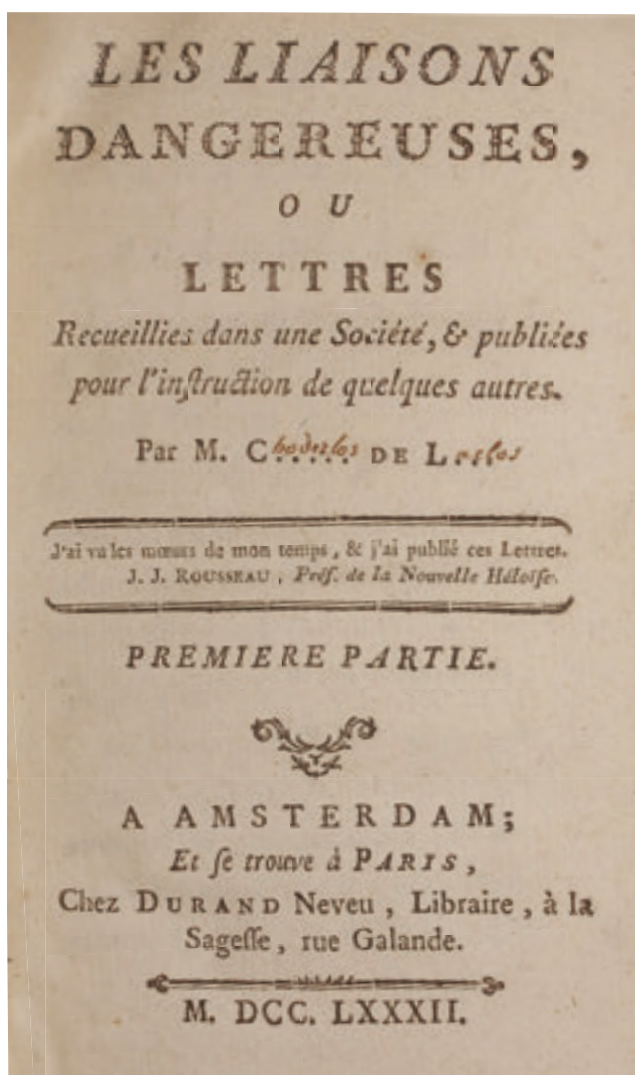 LES LIAISONS
DANGEREUSES,
OU
LETTRES
Recueillies dans une Société, & publiées
pour l'inſtruction de quelques autres.
Par M. Choderlos DE Laclos
J'ai vu les mœurs de mon temps, & j'ai publié ces Lettres.
J. J. ROUSSEAU, Préf. de la Nouvelle Héloïſe.
PREMIERE PARTIE.
A AMSTERDAM;
Et ſe trouve à PARIS,
Chez DURAND Neveu, Libraire, à la
Sageſſe, rue Galande.
M. DCC. LXXXII.